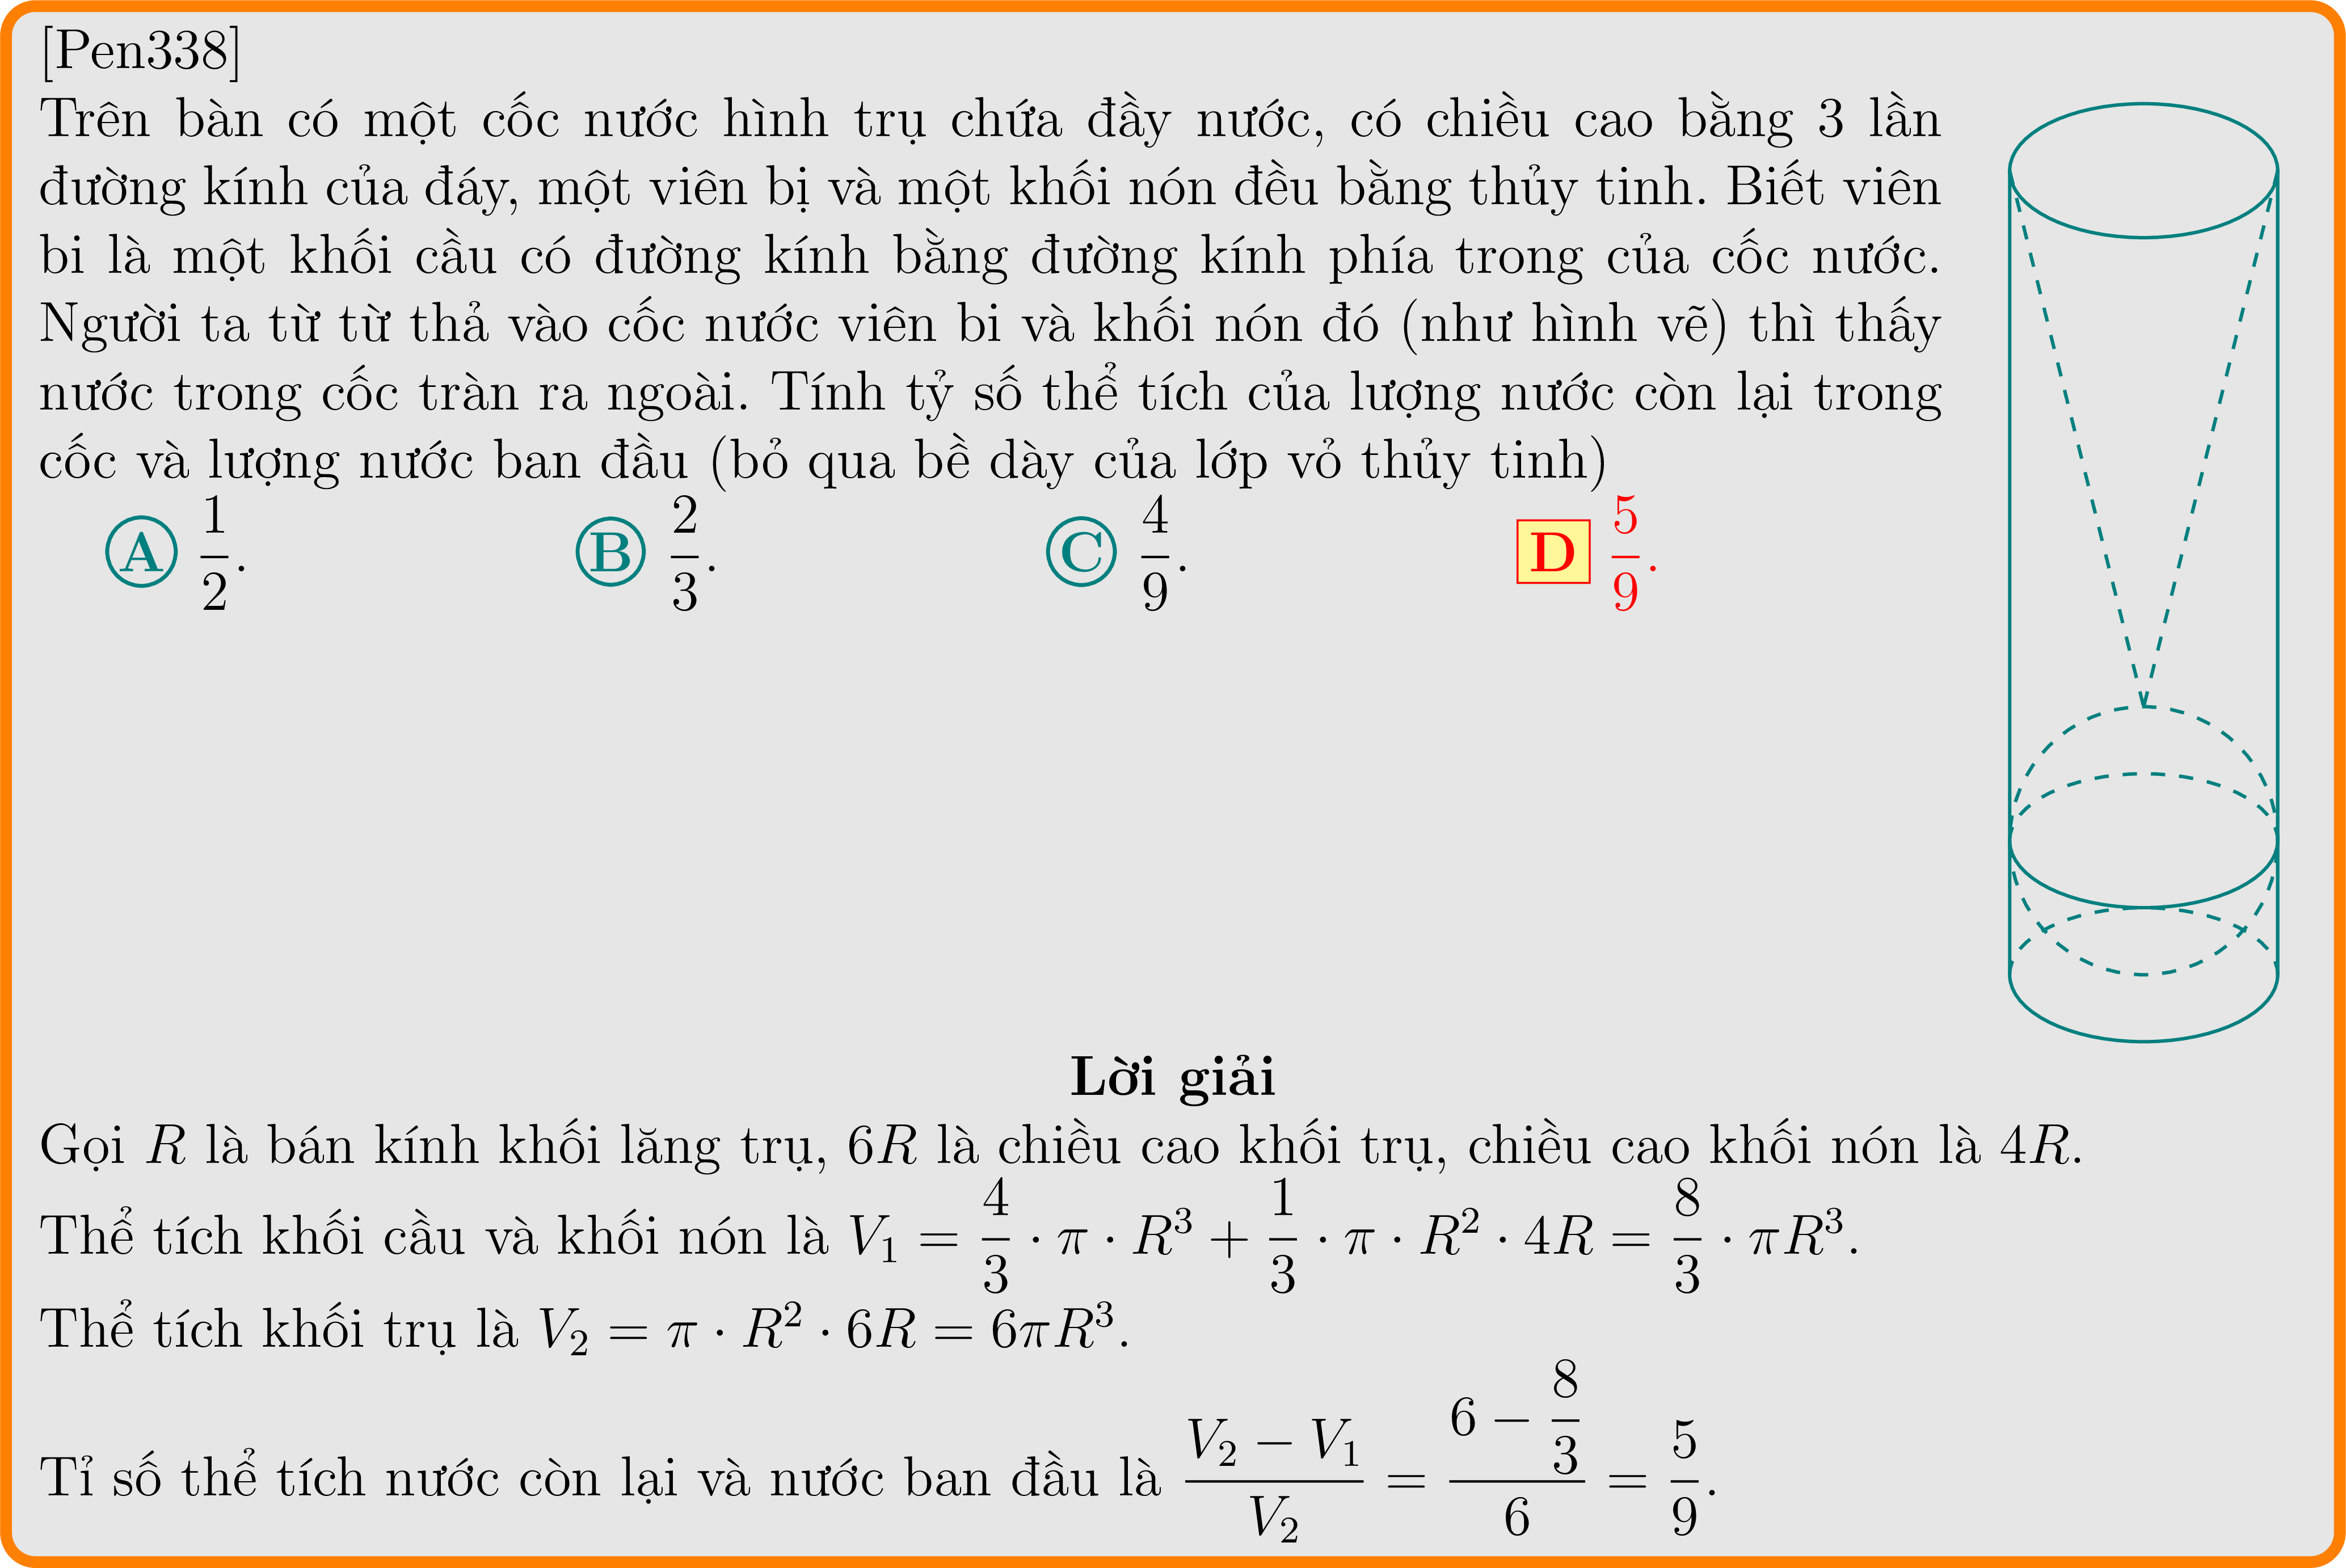 [Pen338]
Trên bàn có một cốc nước hình trụ chứa đầy nước, có chiều cao bằng 3 lần
đường kính của đáy, một viên bị và một khối nón đều bằng thủy tinh. Biết viên
bi là một khối cầu có đường kính bằng đường kính phía trong của cốc nước.
Người ta từ từ thả vào cốc nước viên bi và khối nón đó (như hình vẽ) thì thấy
nước trong cốc tràn ra ngoài. Tính tỷ số thể tích của lượng nước còn lại trong
cốc và lượng nước ban đầu (bỏ qua bề dày của lớp vỏ thủy tinh)
A $\frac{1}{2}$. B $\frac{2}{3}$. C $\frac{4}{9}$. D $\frac{5}{9}$.
Lời giải
Gọi $R$ là bán kính khối lăng trụ, $6R$ là chiều cao khối trụ, chiều cao khối nón là $4R$.
Thể tích khối cầu và khối nón là $V_1 = \frac{4}{3} \cdot \pi \cdot R^3 + \frac{1}{3} \cdot \pi \cdot R^2 \cdot 4R = \frac{8}{3} \cdot \pi R^3$.
Thể tích khối trụ là $V_2 = \pi \cdot R^2 \cdot 6R = 6\pi R^3$.
Tỉ số thể tích nước còn lại và nước ban đầu là $\frac{V_2 - V_1}{V_2} = \frac{6 - \frac{8}{3}}{6} = \frac{5}{9}$.